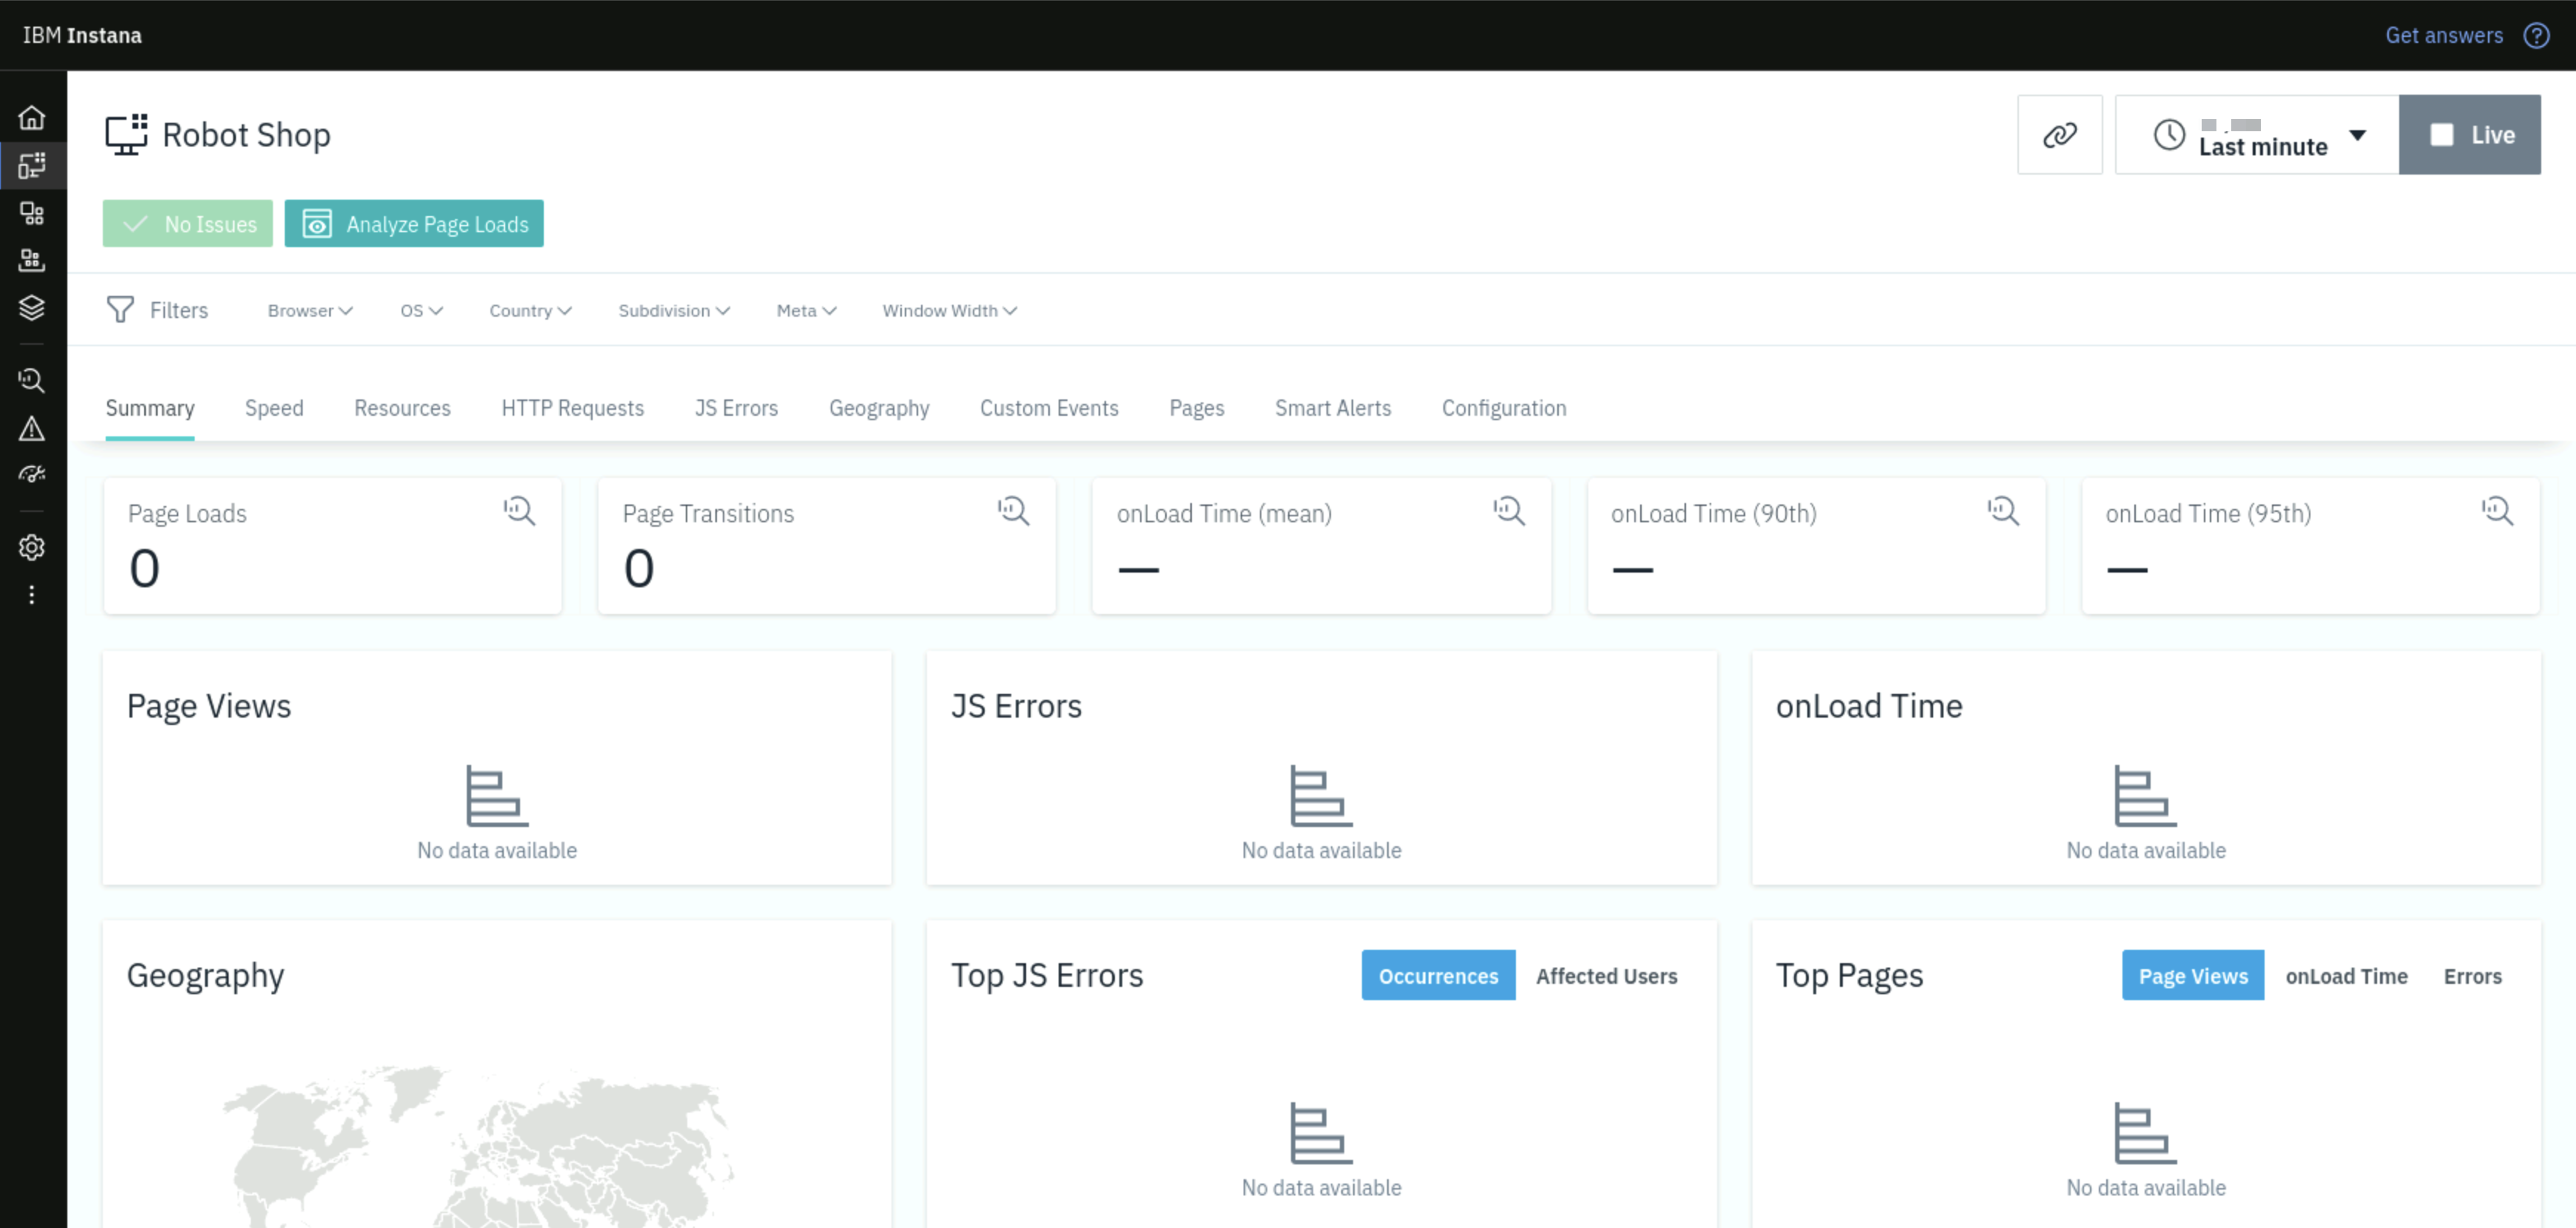 IBM Instana
Get answers
Robot Shop
Last minute
Live
No Issues
Analyze Page Loads
Filters
Browser
OS
Country
Subdivision
Meta
Window Width
Summary
Speed
Resources
HTTP Requests
JS Errors
Geography
Custom Events
Pages
Smart Alerts
Configuration
Page Loads
0
Page Transitions
0
onLoad Time (mean)
—
onLoad Time (90th)
—
onLoad Time (95th)
—
Page Views
No data available
JS Errors
No data available
onLoad Time
No data available
Geography
Top JS Errors
Occurrences
Affected Users
No data available
Top Pages
Page Views
onLoad Time
Errors
No data available